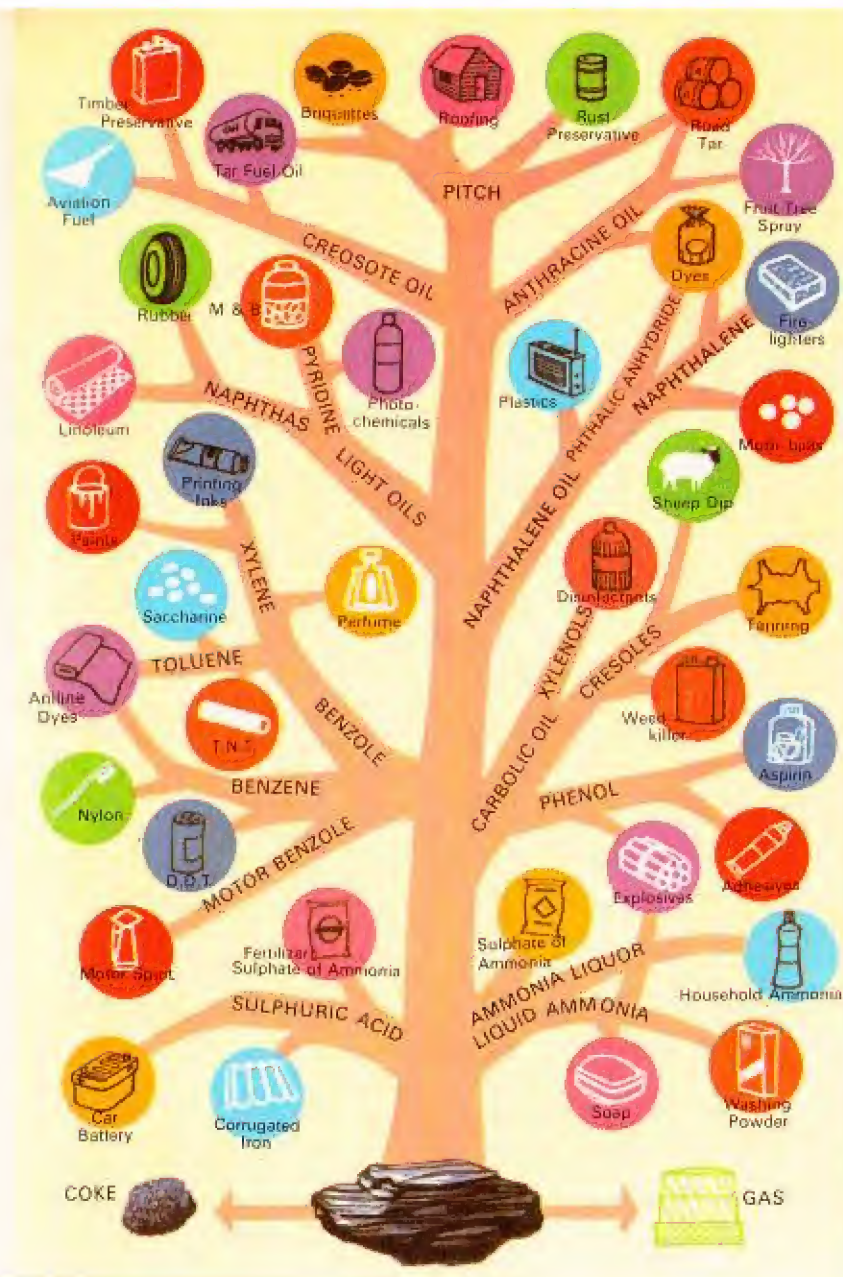 Timber
Preservative
Tar Fuel Oil
Briquettes
Roofing
Rust
Preservative
Road
Tar
Aviation
Fuel
PITCH
Fruit Tree
Spray
CREOSOTE OIL
ANTHRACINE OIL
Dyes
Rubber
M & B
Fire-
lighters
PYRIDINE
Photo-
chemicals
Plastics
PHTHALIC ANHYDRIDE
NAPHTHALENE
Linoleum
NAPHTHAS
LIGHT OILS
Moth balls
Printing
Inks
NAPHTHALENE OIL
Sheep Dip
Paints
XYLENE
Saccharine
Perfume
Disinfectants
Tanning
XYLENOLS
CRESOLES
TOLUENE
Aniline
Dyes
T.N.T.
BENZOLE
Weed
killer
CARBOLIC OIL
Aspirin
BENZENE
PHENOL
Nylon
D.D.T.
MOTOR BENZOLE
Explosives
Adhesives
Motor Spirit
Fertilizer
Sulphate of Ammonia
Sulphate of
Ammonia
AMMONIA LIQUOR
Household Ammonia
SULPHURIC ACID
LIQUID AMMONIA
Car
Battery
Corrugated
Iron
Soap
Washing
Powder
COKE
GAS